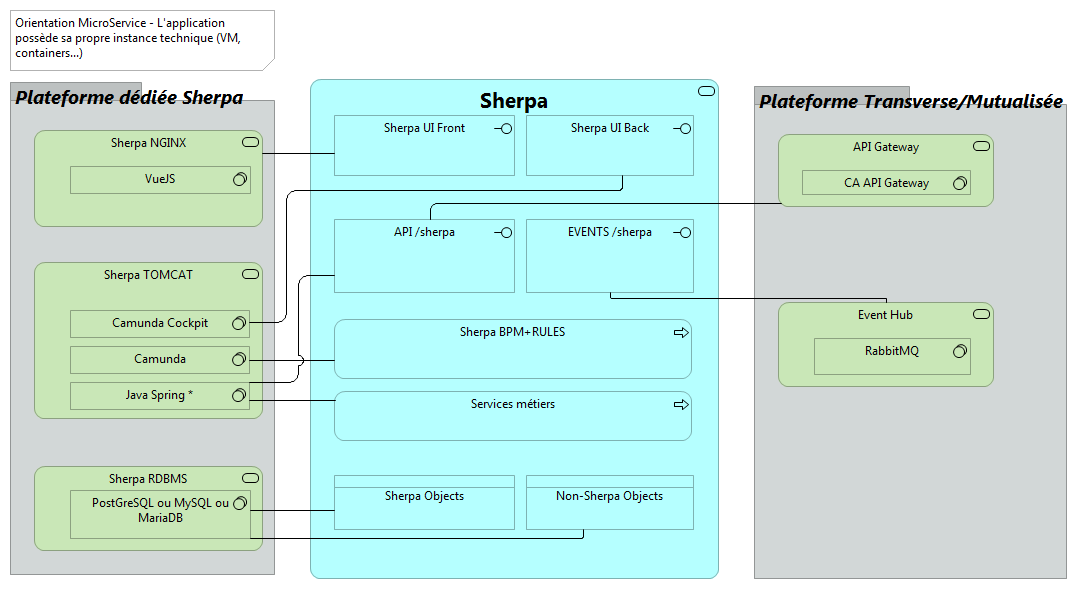 Orientation MicroService - L'application
possède sa propre instance technique (VM,
containers...)
Plateforme dédiée Sherpa
Sherpa NGINX
VueJS
Sherpa TOMCAT
Camunda Cockpit
Camunda
Java Spring *
Sherpa RDBMS
PostGreSQL ou MySQL ou
MariaDB
Sherpa
Sherpa UI Front
Sherpa UI Back
API /sherpa
EVENTS /sherpa
Sherpa BPM+RULES
Services métiers
Sherpa Objects
Non-Sherpa Objects
Plateforme Transverse/Mutualisée
API Gateway
CA API Gateway
Event Hub
RabbitMQ